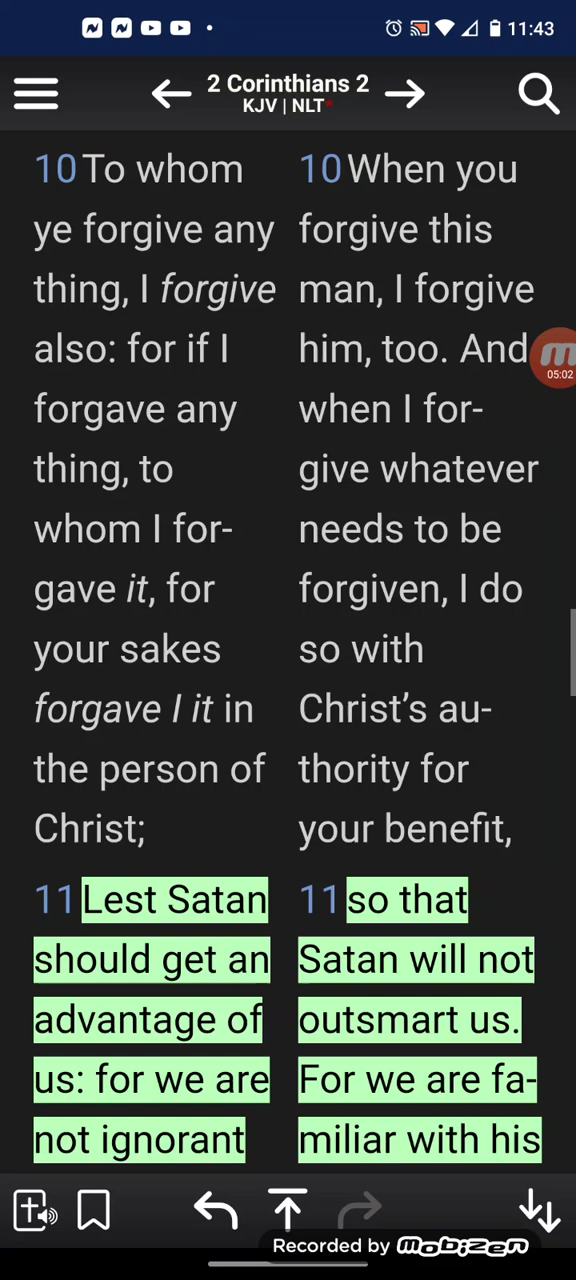 11:43
2 Corinthians 2
KJV | NLT*
10 To whom
ye forgive any
thing, I forgive
also: for if I
forgave any
thing, to
whom I for-
gave it, for
your sakes
forgave I it in
the person of
Christ;
11 Lest Satan
should get an
advantage of
us: for we are
not ignorant
10 When you
forgive this
man, I forgive
him, too. And
when I for-
give whatever
needs to be
forgiven, I do
so with
Christ’s au-
thority for
your benefit,
11 so that
Satan will not
outsmart us.
For we are fa-
miliar with his
05:02
Recorded by mobizen